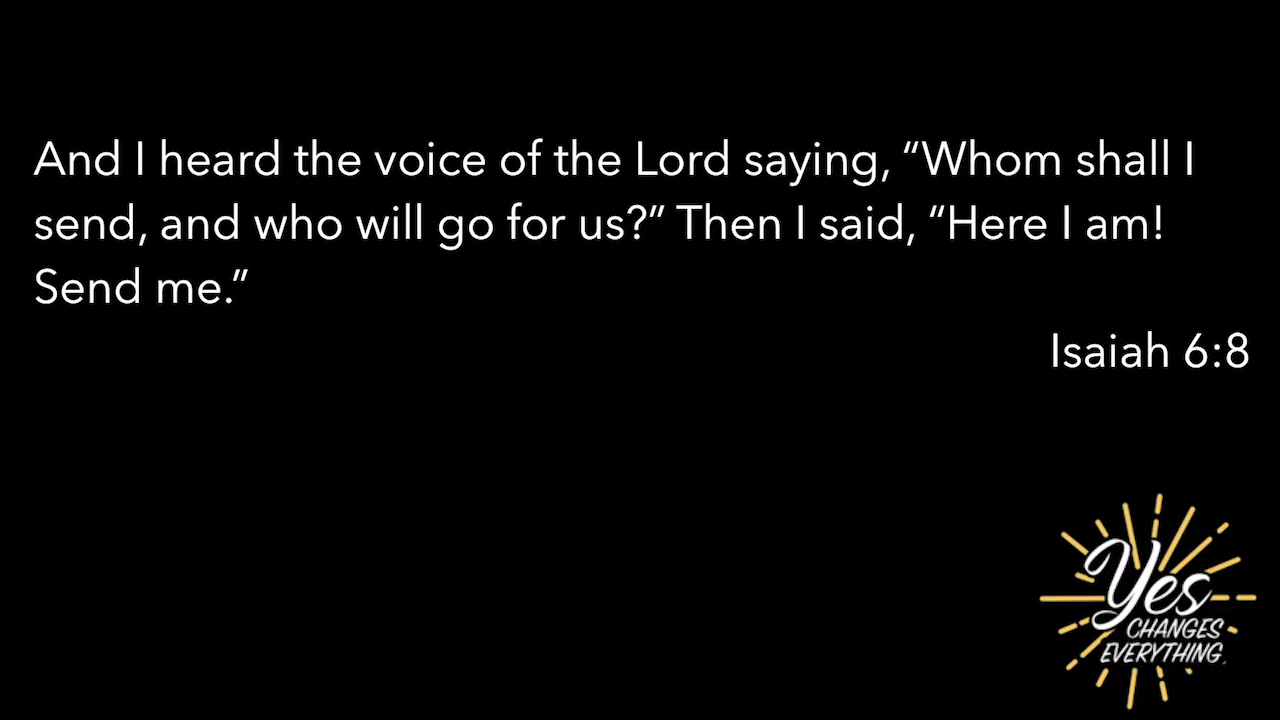 And I heard the voice of the Lord saying, “Whom shall I
send, and who will go for us?” Then I said, “Here I am!
Send me.”
Isaiah 6:8
Yes
CHANGES
EVERYTHING.